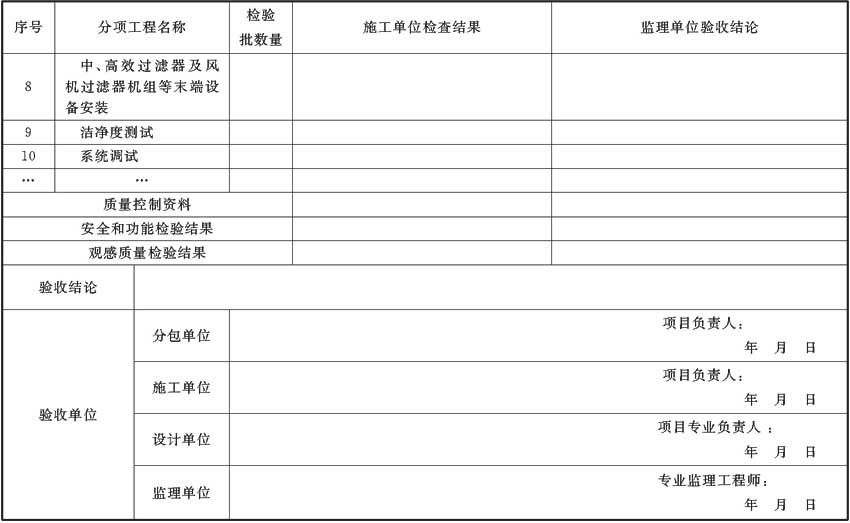 序号 分项工程名称 检验批数量 施工单位检查结果 监理单位验收结论
8 中、高效过滤器及风
机过滤器机组等末端设
备安装
9 洁净度测试
10 系统调试
… …
质量控制资料
安全和功能检验结果
观感质量检验结果
验收结论
验收单位
分包单位 项目负责人：
年 月 日
施工单位 项目负责人：
年 月 日
设计单位 项目专业负责人：
年 月 日
监理单位 专业监理工程师：
年 月 日